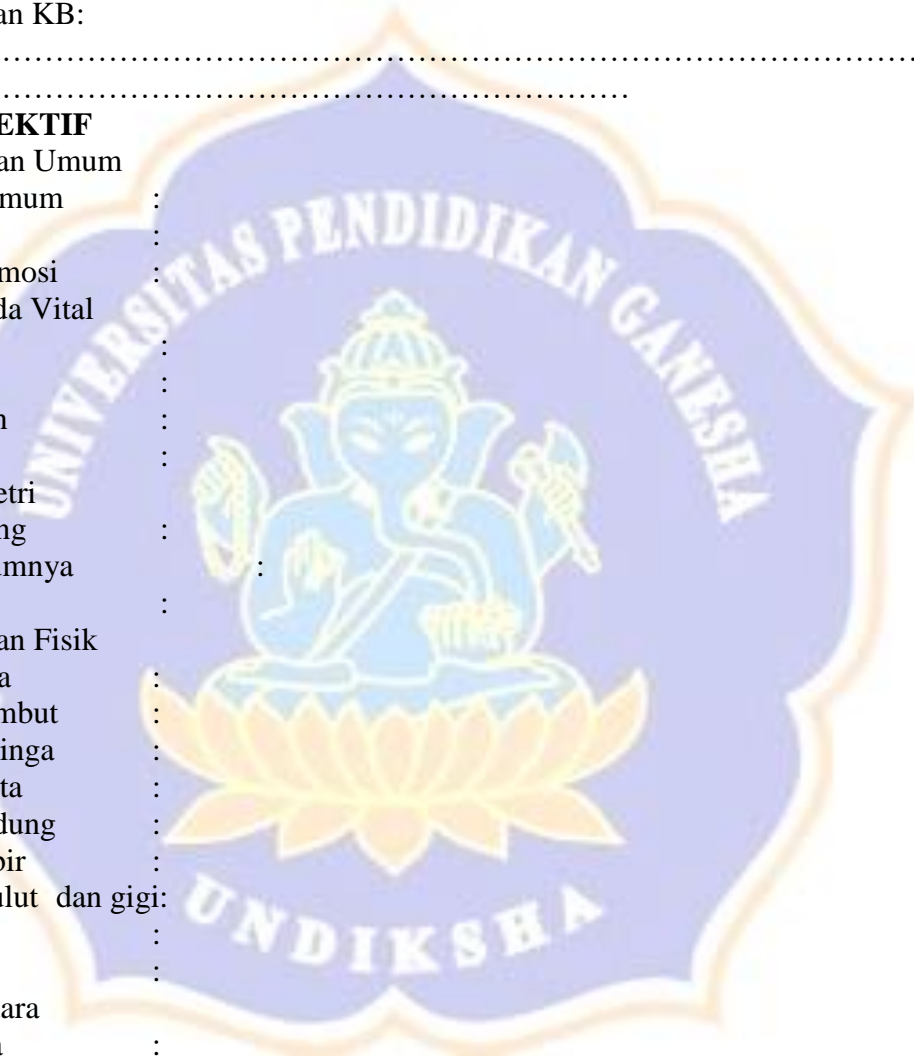 an KB:
……………………………………………………………………………
………………………………………………………
EKTIF
an Umum
mum :
:
mosi :
da Vital
:
:
n :
:
etri
ng :
umnya :
:
an Fisik
a :
mbut :
inga :
ta :
dung :
bir :
ulut dan gigi:
:
:
ara
a :
UNIVERSITAS PENDIDIKAN GANESHA
UNDIKSHA